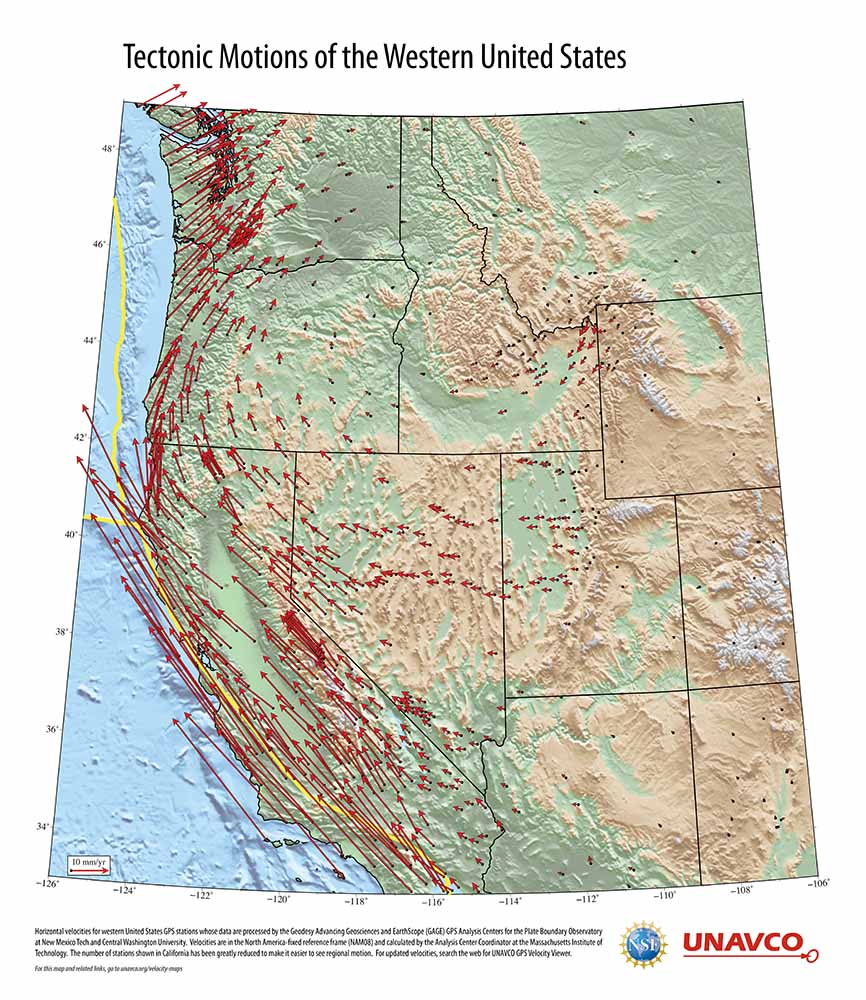 Tectonic Motions of the Western United States
48°
46°
44°
42°
40°
38°
36°
34°
10 mm/yr
−126°
−124°
−122°
−120°
−118°
−116°
−114°
−112°
−110°
−108°
−106°
Horizontal velocities for western United States GPS stations whose data are processed by the Geodesy Advancing Geosciences and EarthScope (GAGE) GPS Analysis Centers for the Plate Boundary Observatory
at New Mexico Tech and Central Washington University. Velocities are in the North America-fixed reference frame (NAM08) and calculated by the Analysis Center Coordinator at the Massachusetts Institute of
Technology. The number of stations shown in California has been greatly reduced to make it easier to see regional motion. For updated velocities, search the web for UNAVCO GPS Velocity Viewer.
For this map and related links, go to unavco.org/velocity-maps
NSF
UNAVCO